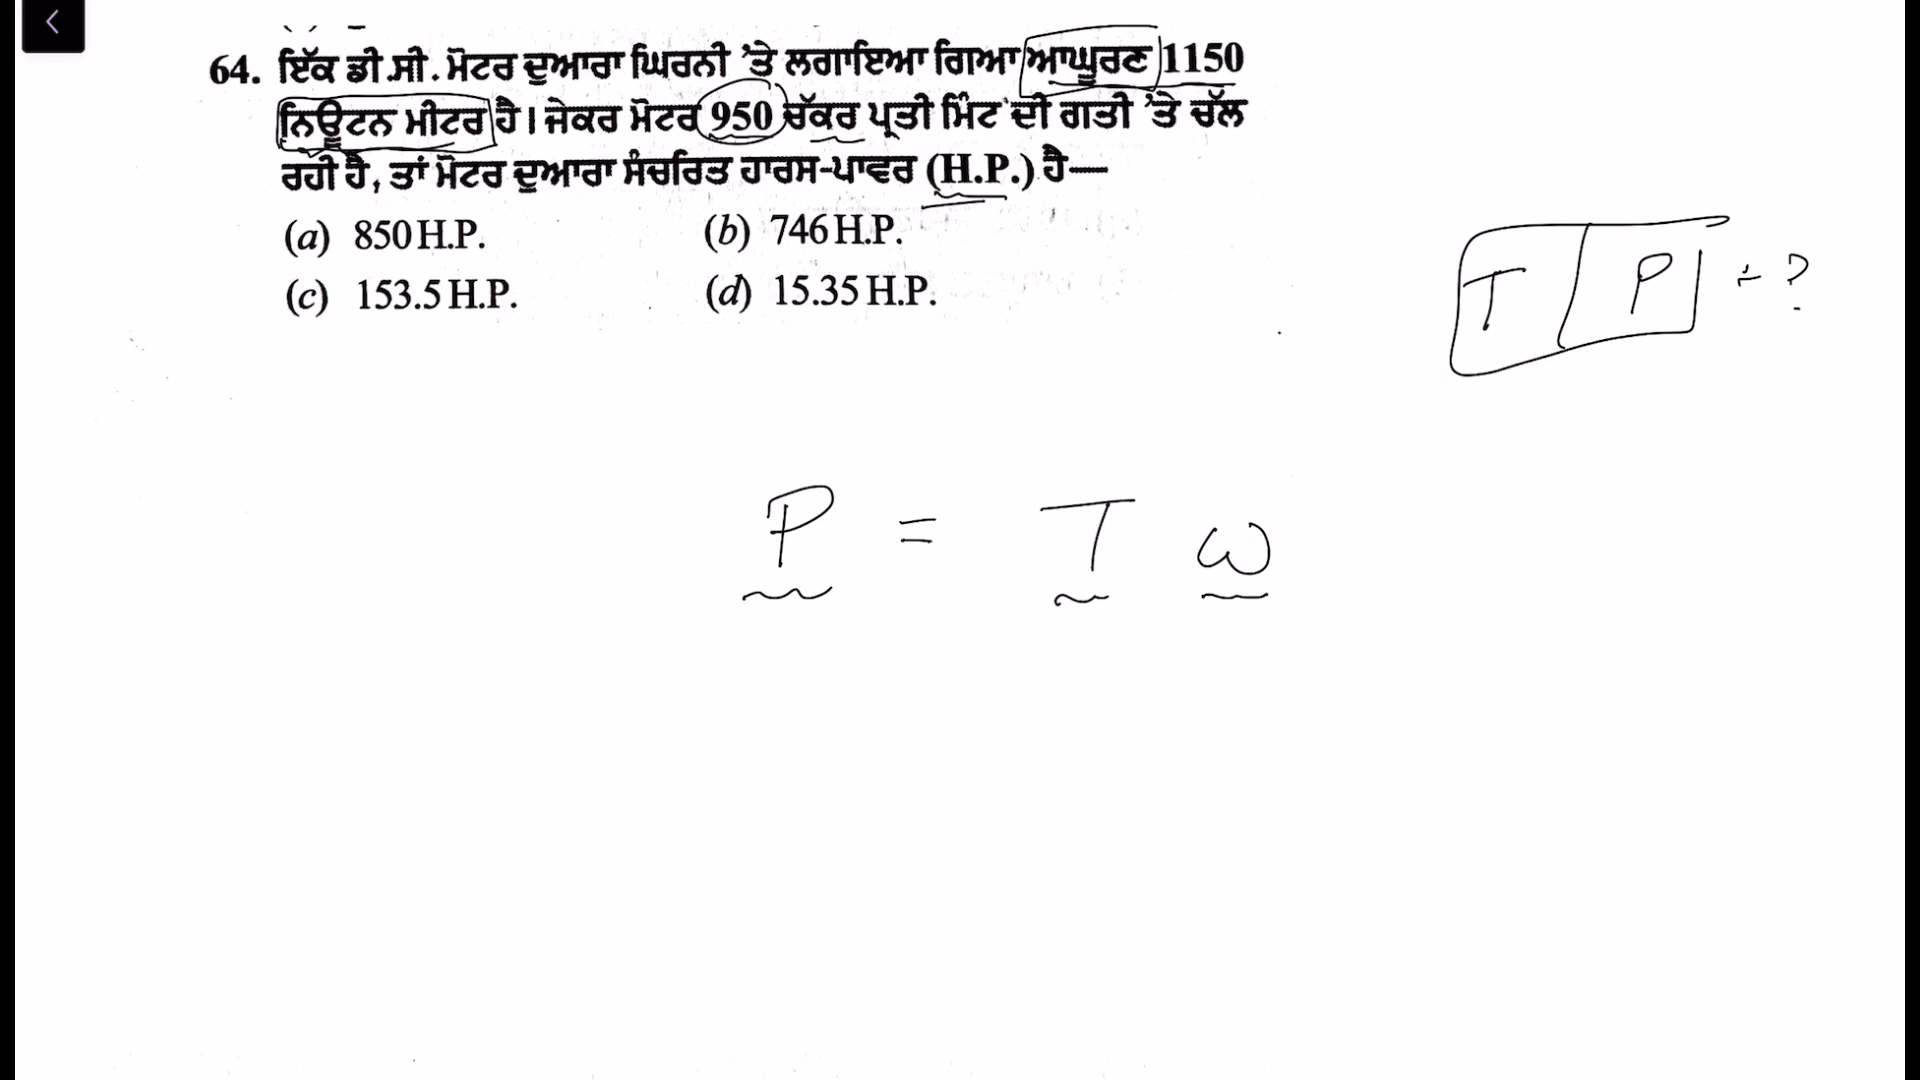 64. ਇੱਕ ਡੀ.ਸੀ. ਮੋਟਰ ਦੁਆਰਾ ਘਿਰਨੀ 'ਤੇ ਲਗਾਇਆ ਗਿਆ ਆਘੂਰਣ 1150
ਨਿਊਟਨ ਮੀਟਰ ਹੈ। ਜੇਕਰ ਮੋਟਰ 950 ਚੱਕਰ ਪ੍ਰਤੀ ਮਿੰਟ ਦੀ ਗਤੀ 'ਤੇ ਚੱਲ
ਰਹੀ ਹੈ, ਤਾਂ ਮੋਟਰ ਦੁਆਰਾ ਸੰਚਰਿਤ ਹਾਰਸ-ਪਾਵਰ (H.P.) ਹੈ—
(a) 850 H.P. (b) 746 H.P.
(c) 153.5 H.P. (d) 15.35 H.P.
T P ?
P = T ω